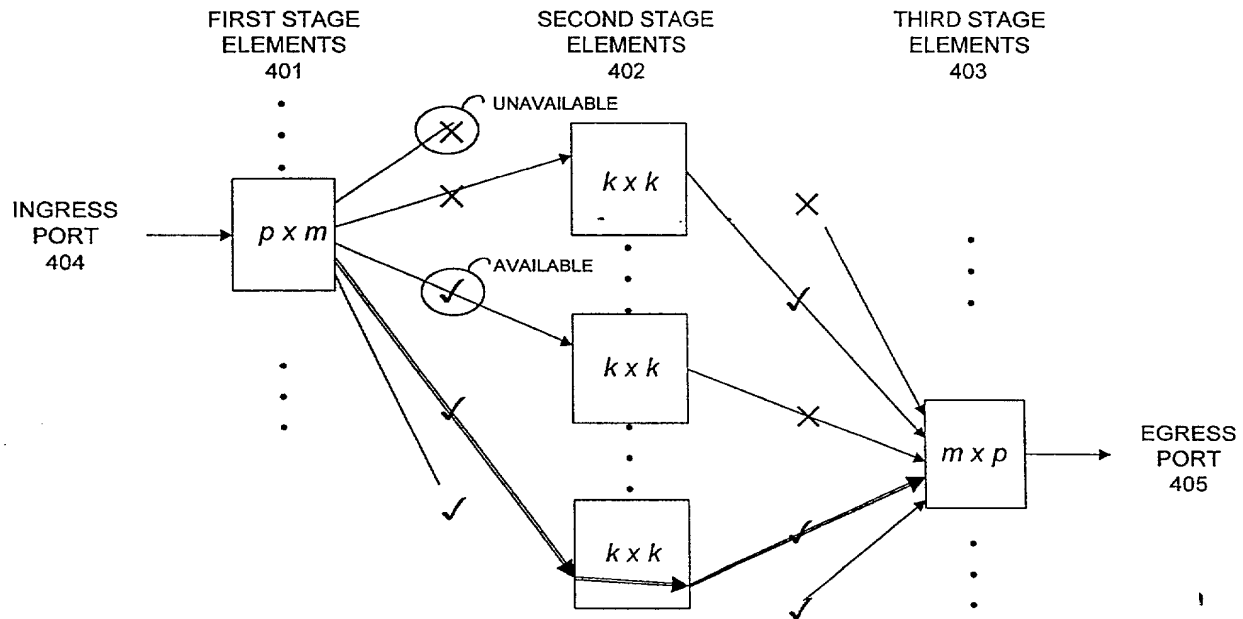 FIRST STAGE
ELEMENTS
401
SECOND STAGE
ELEMENTS
402
THIRD STAGE
ELEMENTS
403
UNAVAILABLE
k x k
INGRESS
PORT
404
p x m
AVAILABLE
k x k
m x p
EGRESS
PORT
405
k x k